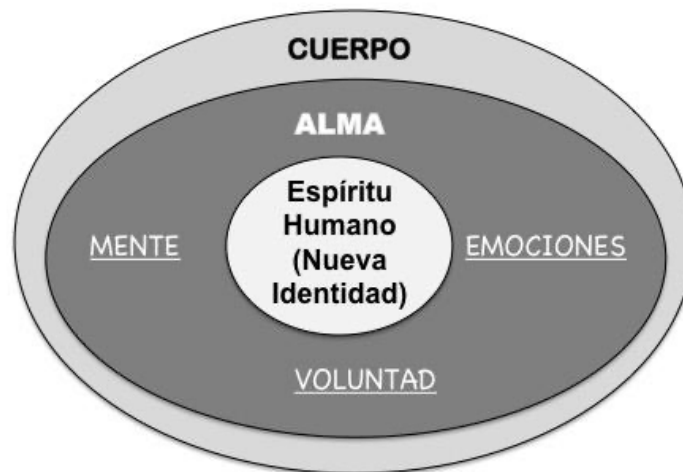 CUERPO
ALMA
Espíritu
Humano
(Nueva
Identidad)
MENTE
EMOCIONES
VOLUNTAD